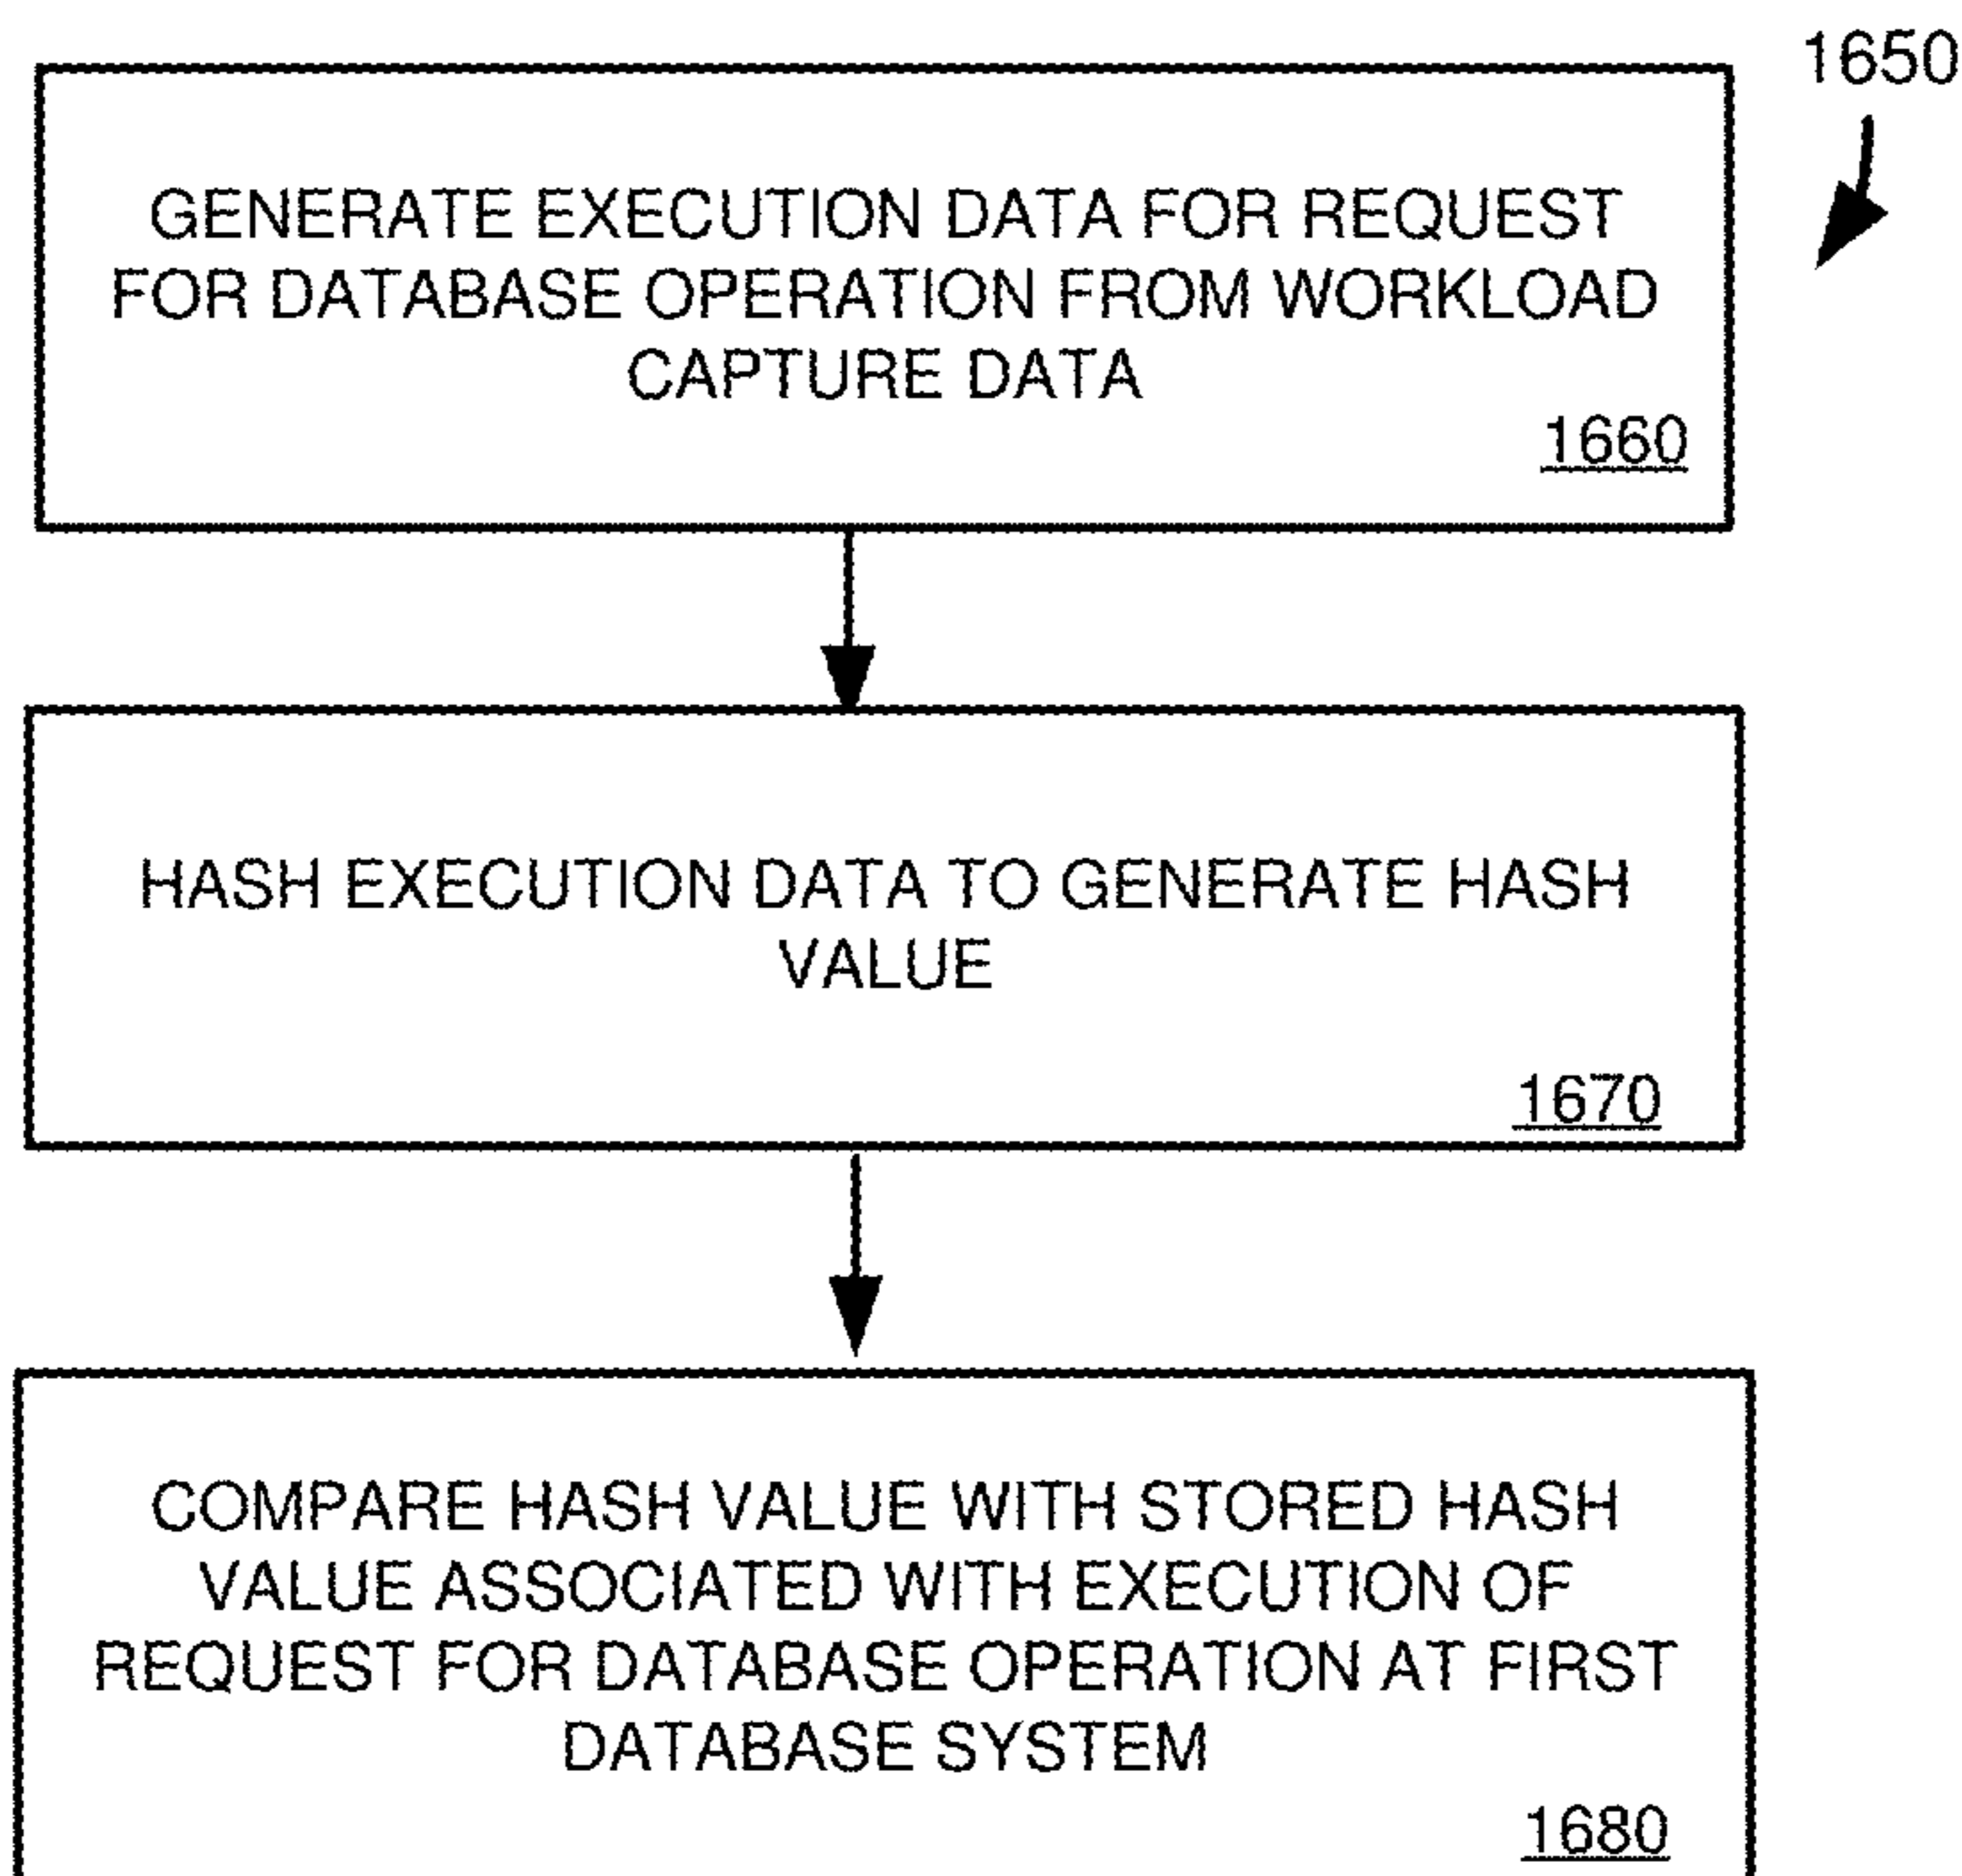 1650
GENERATE EXECUTION DATA FOR REQUEST
FOR DATABASE OPERATION FROM WORKLOAD
CAPTURE DATA
1660
HASH EXECUTION DATA TO GENERATE HASH
VALUE
1670
COMPARE HASH VALUE WITH STORED HASH
VALUE ASSOCIATED WITH EXECUTION OF
REQUEST FOR DATABASE OPERATION AT FIRST
DATABASE SYSTEM
1680